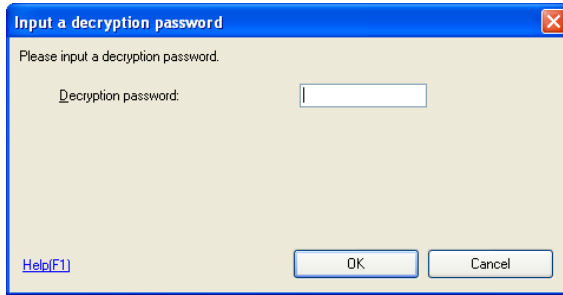 Input a decryption password
Please input a decryption password.
Decryption password:
Help(F1)
OK
Cancel